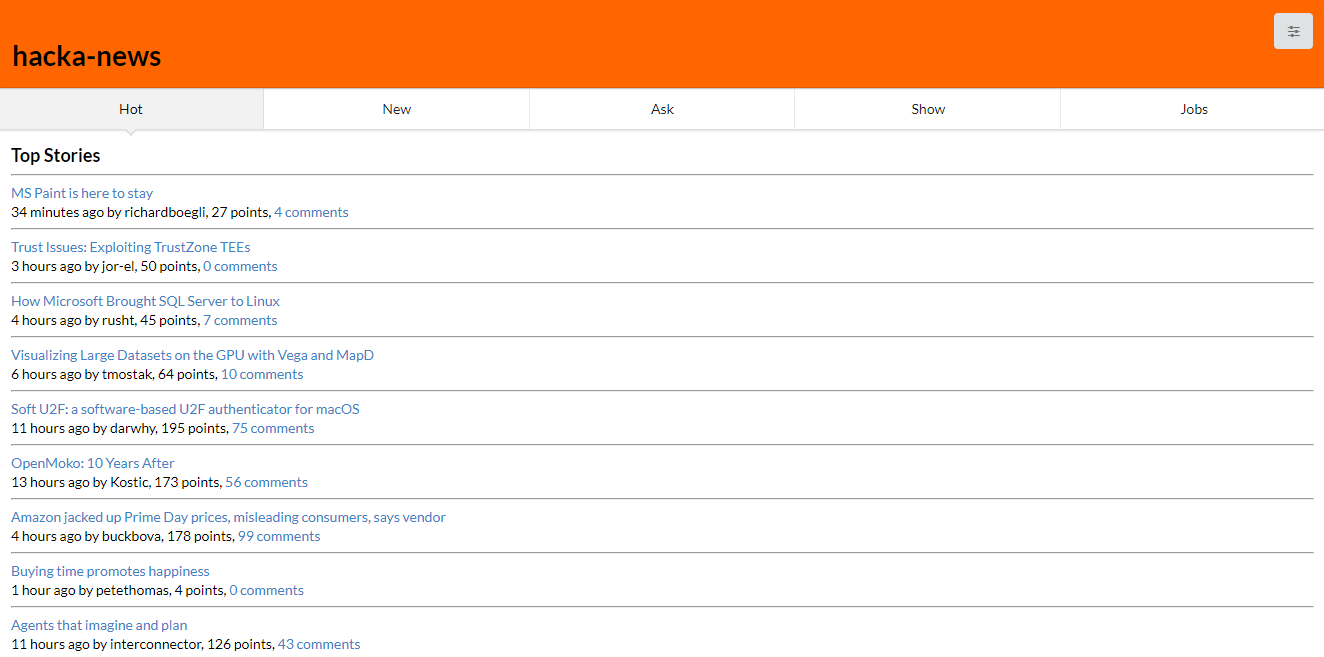 hacka-news
Hot New Ask Show Jobs
Top Stories
MS Paint is here to stay
34 minutes ago by richardboegli, 27 points, 4 comments
Trust Issues: Exploiting TrustZone TEEs
3 hours ago by jor-el, 50 points, 0 comments
How Microsoft Brought SQL Server to Linux
4 hours ago by rusht, 45 points, 7 comments
Visualizing Large Datasets on the GPU with Vega and MapD
6 hours ago by tmostak, 64 points, 10 comments
Soft U2F: a software-based U2F authenticator for macOS
11 hours ago by darwhy, 195 points, 75 comments
OpenMoko: 10 Years After
13 hours ago by Kostic, 173 points, 56 comments
Amazon jacked up Prime Day prices, misleading consumers, says vendor
4 hours ago by buckbova, 178 points, 99 comments
Buying time promotes happiness
1 hour ago by petethomas, 4 points, 0 comments
Agents that imagine and plan
11 hours ago by interconnector, 126 points, 43 comments